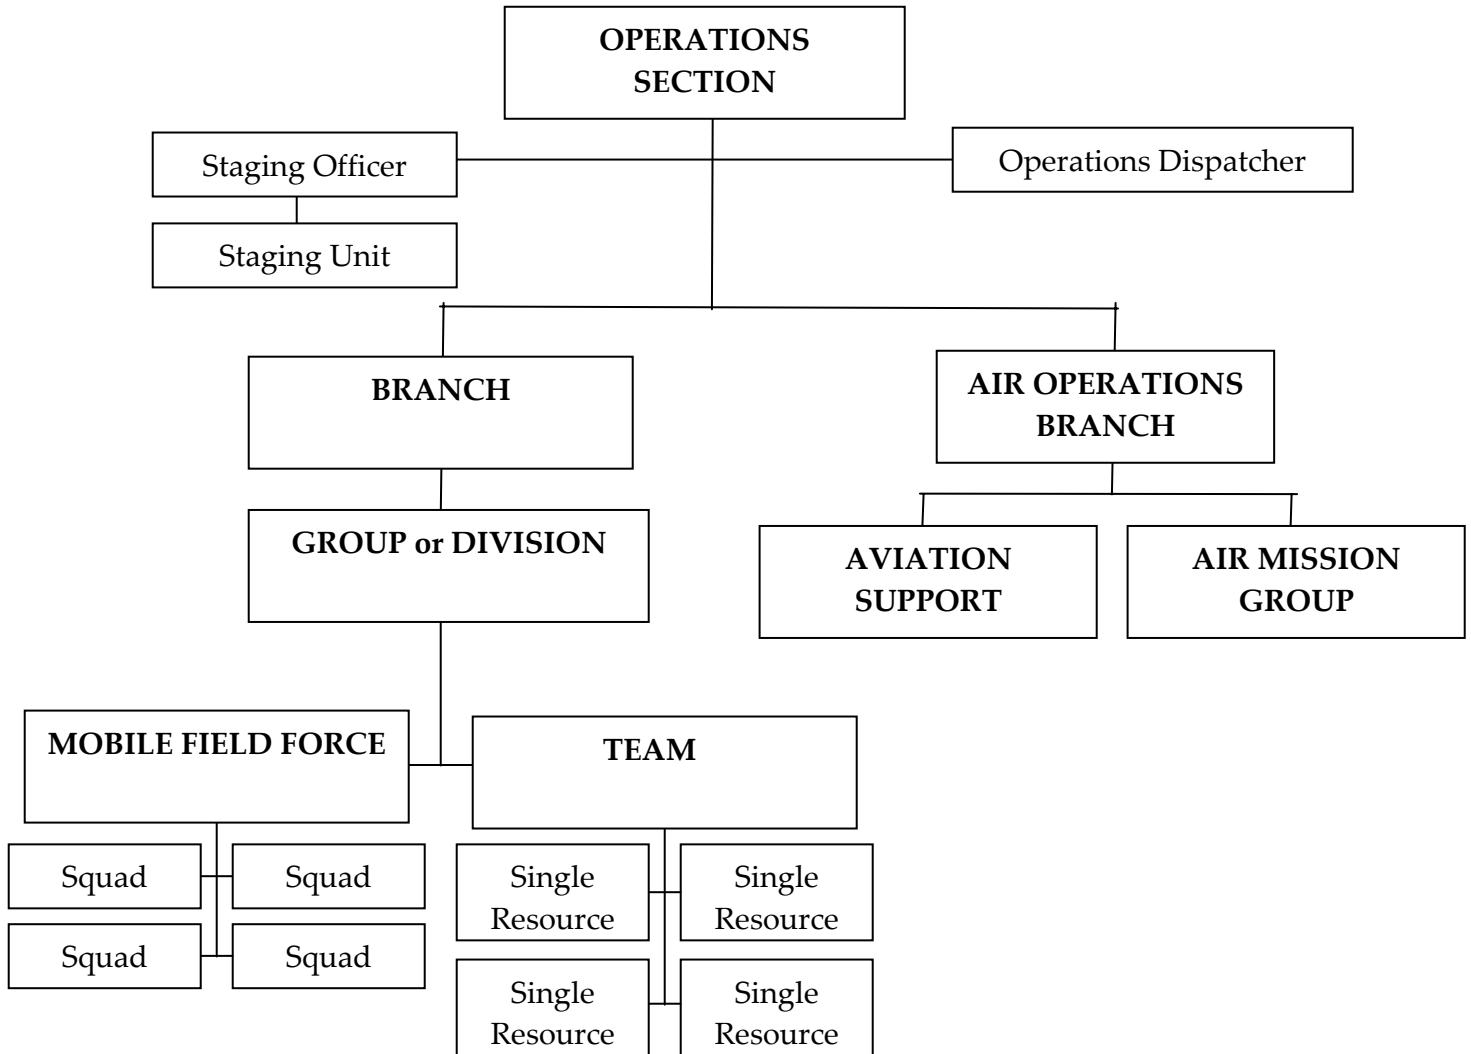 OPERATIONS
SECTION
Staging Officer
Operations Dispatcher
Staging Unit
BRANCH
AIR OPERATIONS
BRANCH
GROUP or DIVISION
AVIATION
SUPPORT
AIR MISSION
GROUP
MOBILE FIELD FORCE
TEAM
Squad
Squad
Single
Resource
Single
Resource
Squad
Squad
Single
Resource
Single
Resource